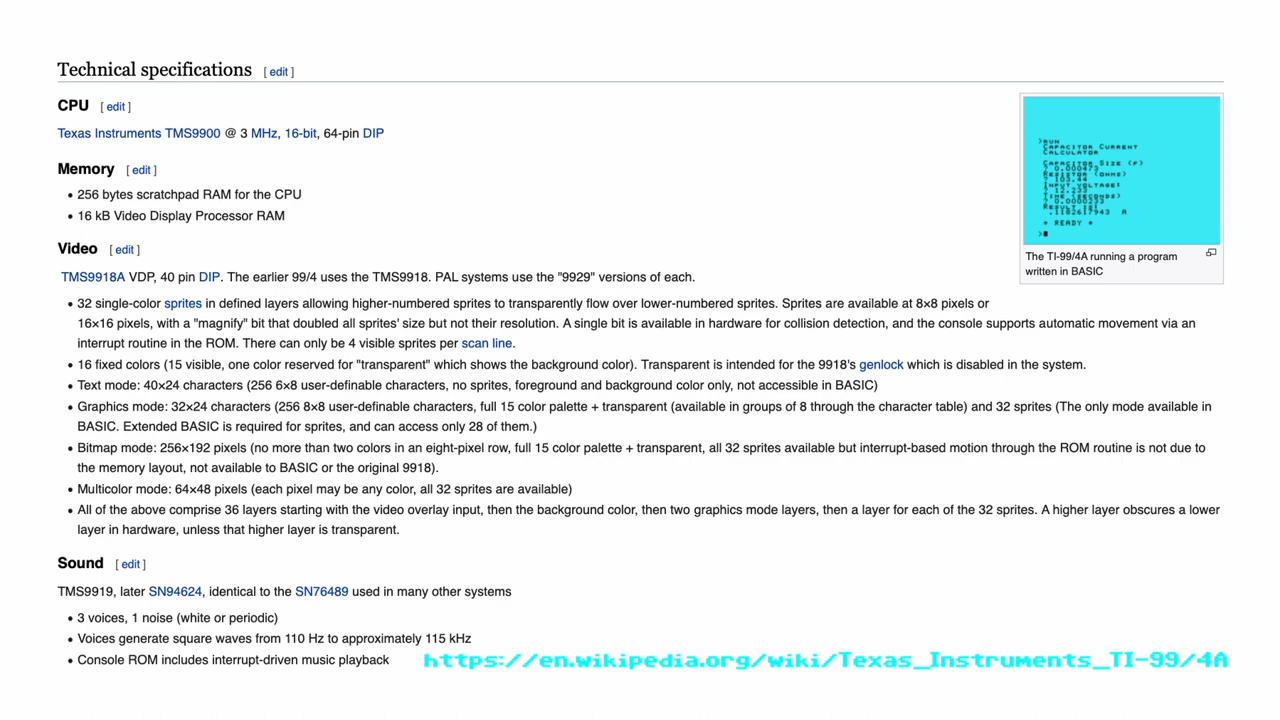 Technical specifications [ edit ]
CPU [ edit ]
Texas Instruments TMS9900 @ 3 MHz, 16-bit, 64-pin DIP
Memory [ edit ]
• 256 bytes scratchpad RAM for the CPU
• 16 kB Video Display Processor RAM
>RUN
CAPACITOR CURRENT
CALCULATOR
CAPACITOR SIZE (F)
? 0.000473
RESISTOR (OHMS)
? 103.44
INPUT VOLTAGE:
? 12.233
TIME (SECONDS)
? 0.0000233
RESULT IS:
.1182617943 A
* READY *
>
The TI-99/4A running a program
written in BASIC
Video [ edit ]
TMS9918A VDP, 40 pin DIP. The earlier 99/4 uses the TMS9918. PAL systems use the "9929" versions of each.
• 32 single-color sprites in defined layers allowing higher-numbered sprites to transparently flow over lower-numbered sprites. Sprites are available at 8×8 pixels or
16×16 pixels, with a "magnify" bit that doubled all sprites' size but not their resolution. A single bit is available in hardware for collision detection, and the console supports automatic movement via an
interrupt routine in the ROM. There can only be 4 visible sprites per scan line.
• 16 fixed colors (15 visible, one color reserved for "transparent" which shows the background color). Transparent is intended for the 9918's genlock which is disabled in the system.
• Text mode: 40×24 characters (256 6×8 user-definable characters, no sprites, foreground and background color only, not accessible in BASIC)
• Graphics mode: 32×24 characters (256 8×8 user-definable characters, full 15 color palette + transparent (available in groups of 8 through the character table) and 32 sprites (The only mode available in
BASIC. Extended BASIC is required for sprites, and can access only 28 of them.)
• Bitmap mode: 256×192 pixels (no more than two colors in an eight-pixel row, full 15 color palette + transparent, all 32 sprites available but interrupt-based motion through the ROM routine is not due to
the memory layout, not available to BASIC or the original 9918).
• Multicolor mode: 64×48 pixels (each pixel may be any color, all 32 sprites are available)
• All of the above comprise 36 layers starting with the video overlay input, then the background color, then two graphics mode layers, then a layer for each of the 32 sprites. A higher layer obscures a lower
layer in hardware, unless that higher layer is transparent.
Sound [ edit ]
TMS9919, later SN94624, identical to the SN76489 used in many other systems
• 3 voices, 1 noise (white or periodic)
• Voices generate square waves from 110 Hz to approximately 115 kHz
• Console ROM includes interrupt-driven music playback
https://en.wikipedia.org/wiki/Texas_Instruments_TI-99/4A